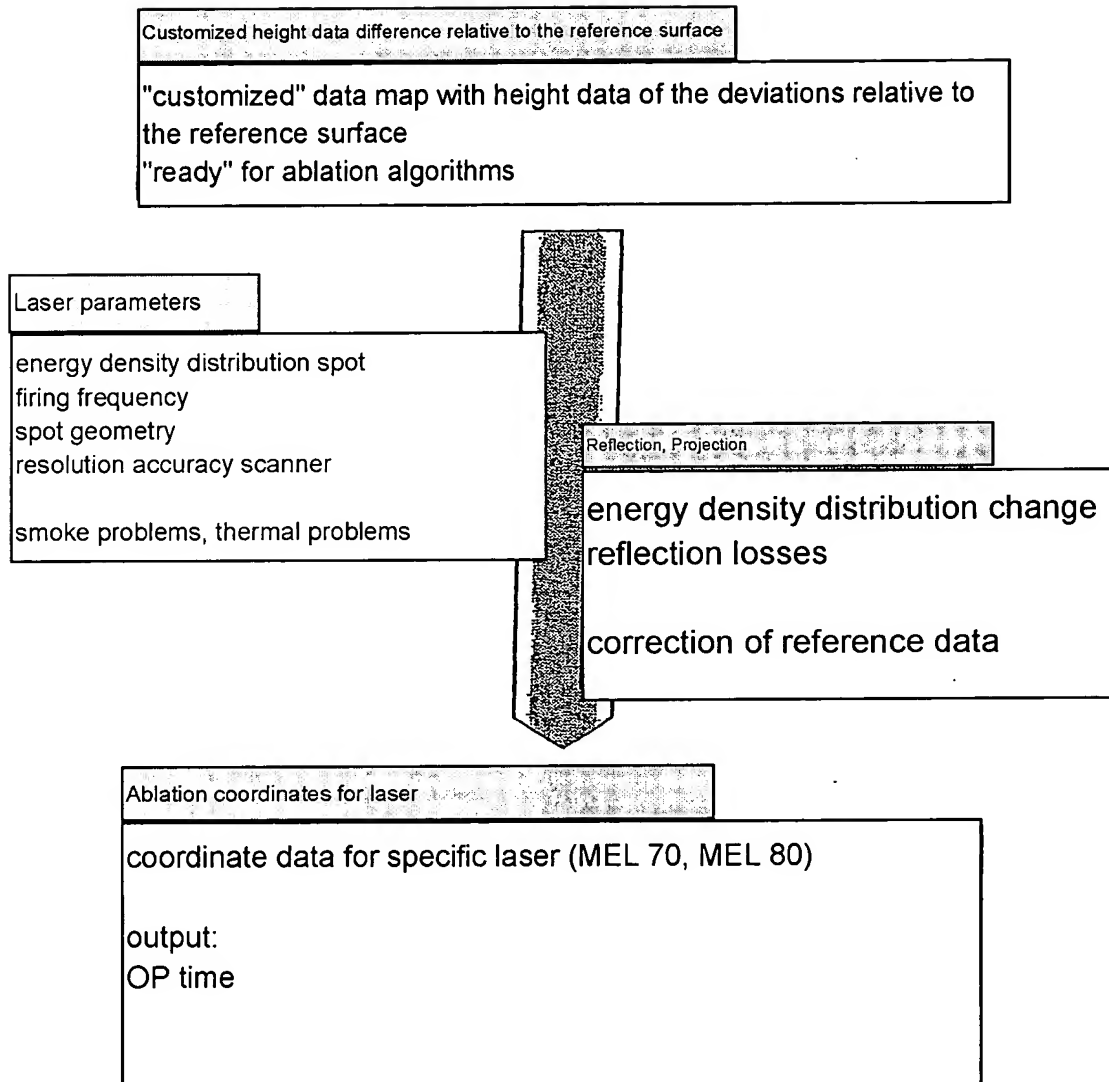 Customized height data difference relative to the reference surface
"customized" data map with height data of the deviations relative to
the reference surface
"ready" for ablation algorithms
Laser parameters
energy density distribution spot
firing frequency
spot geometry
resolution accuracy scanner
smoke problems, thermal problems
Reflection, Projection
energy density distribution change
reflection losses
correction of reference data
Ablation coordinates for laser
coordinate data for specific laser (MEL 70, MEL 80)
output:
OP time